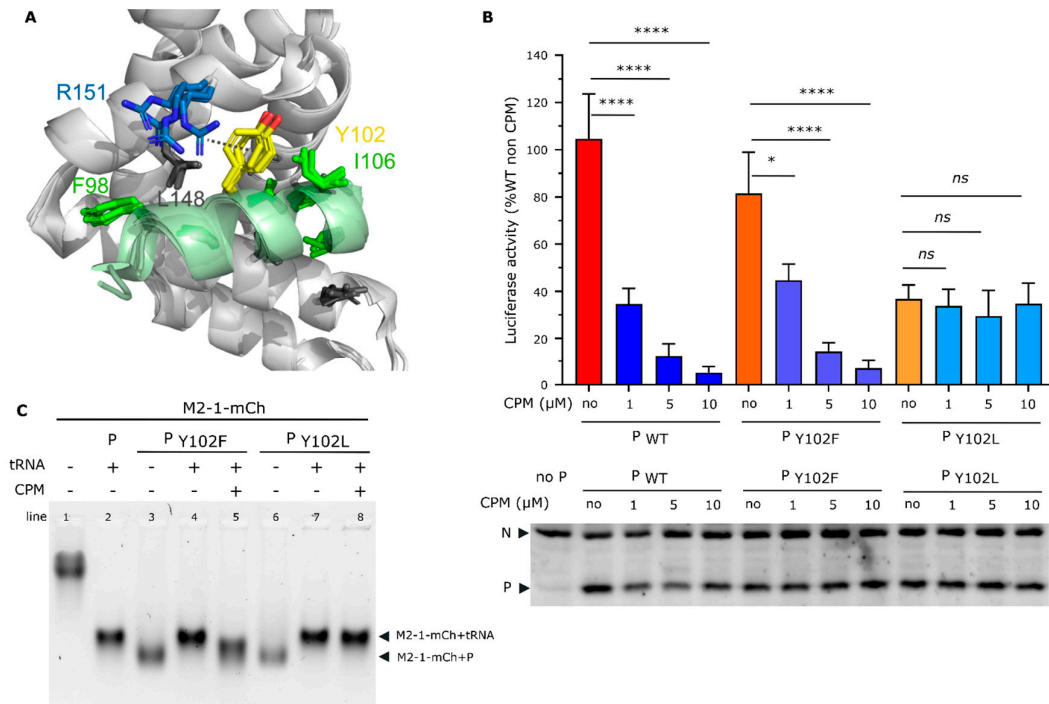 A
R151
Y102
I106
F98
L148
B
Luciferase actvity (%WT non CPM)
140
120
100
80
60
40
20
0
****
****
****
****
****
*
ns
ns
ns
CPM (µM) no 1 5 10 no 1 5 10 no 1 5 10
P WT P Y102F P Y102L
no P P WT P Y102F P Y102L
CPM (µM) no 1 5 10 no 1 5 10 no 1 5 10
N
P
C
M2-1-mCh
P P Y102F P Y102L
tRNA - + - + + - + +
CPM - - - - + - - +
line 1 2 3 4 5 6 7 8
M2-1-mCh+tRNA
M2-1-mCh+P